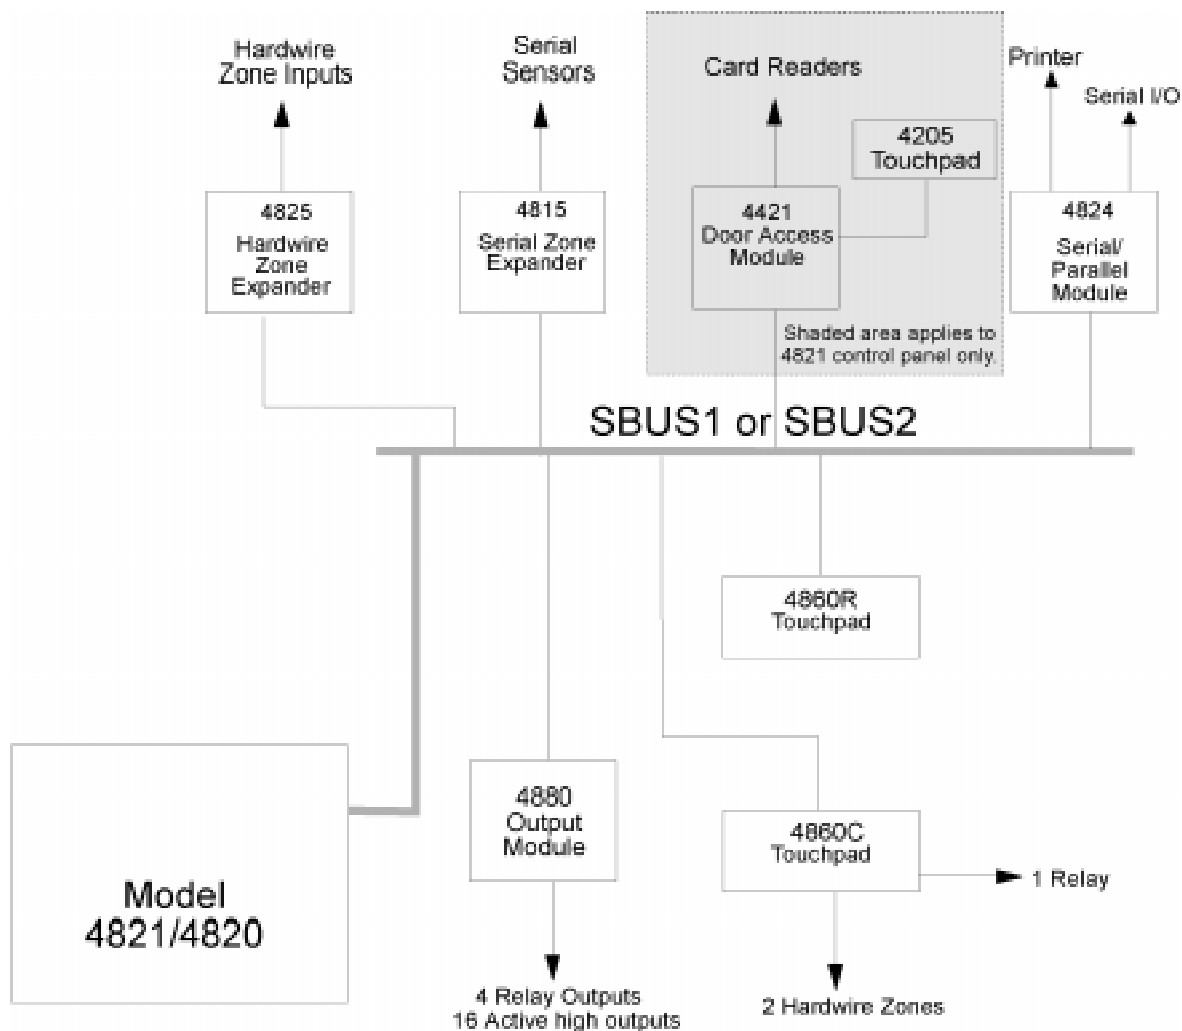 Hardwire
Zone Inputs
Serial
Sensors
Card Readers
Printer
Serial I/O
4205
Touchpad
4825
Hardwire
Zone
Expander
4815
Serial Zone
Expander
4421
Door Access
Module
4824
Serial/
Parallel
Module
Shaded area applies to
4821 control panel only.
SBUS1 or SBUS2
4860R
Touchpad
4880
Output
Module
4860C
Touchpad
1 Relay
Model
4821/4820
4 Relay Outputs
16 Active high outputs
2 Hardwire Zones